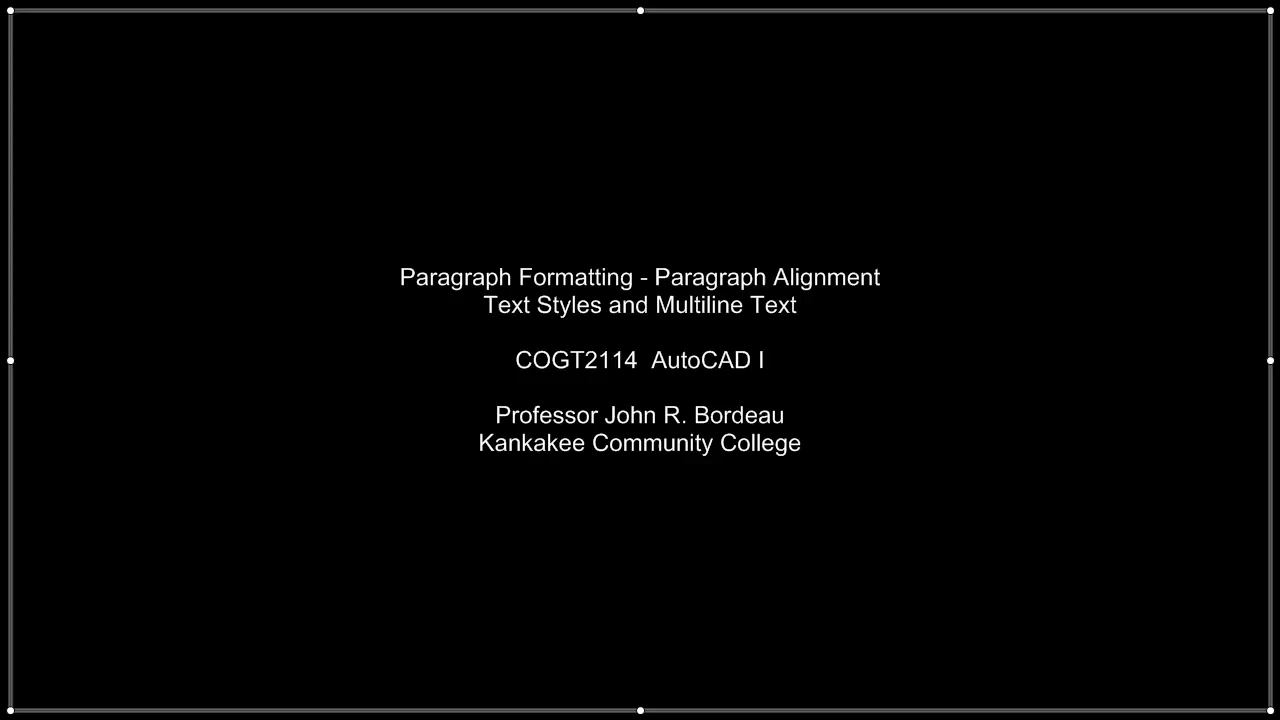 Paragraph Formatting - Paragraph Alignment
Text Styles and Multiline Text
COGT2114  AutoCAD I
Professor John R. Bordeau
Kankakee Community College